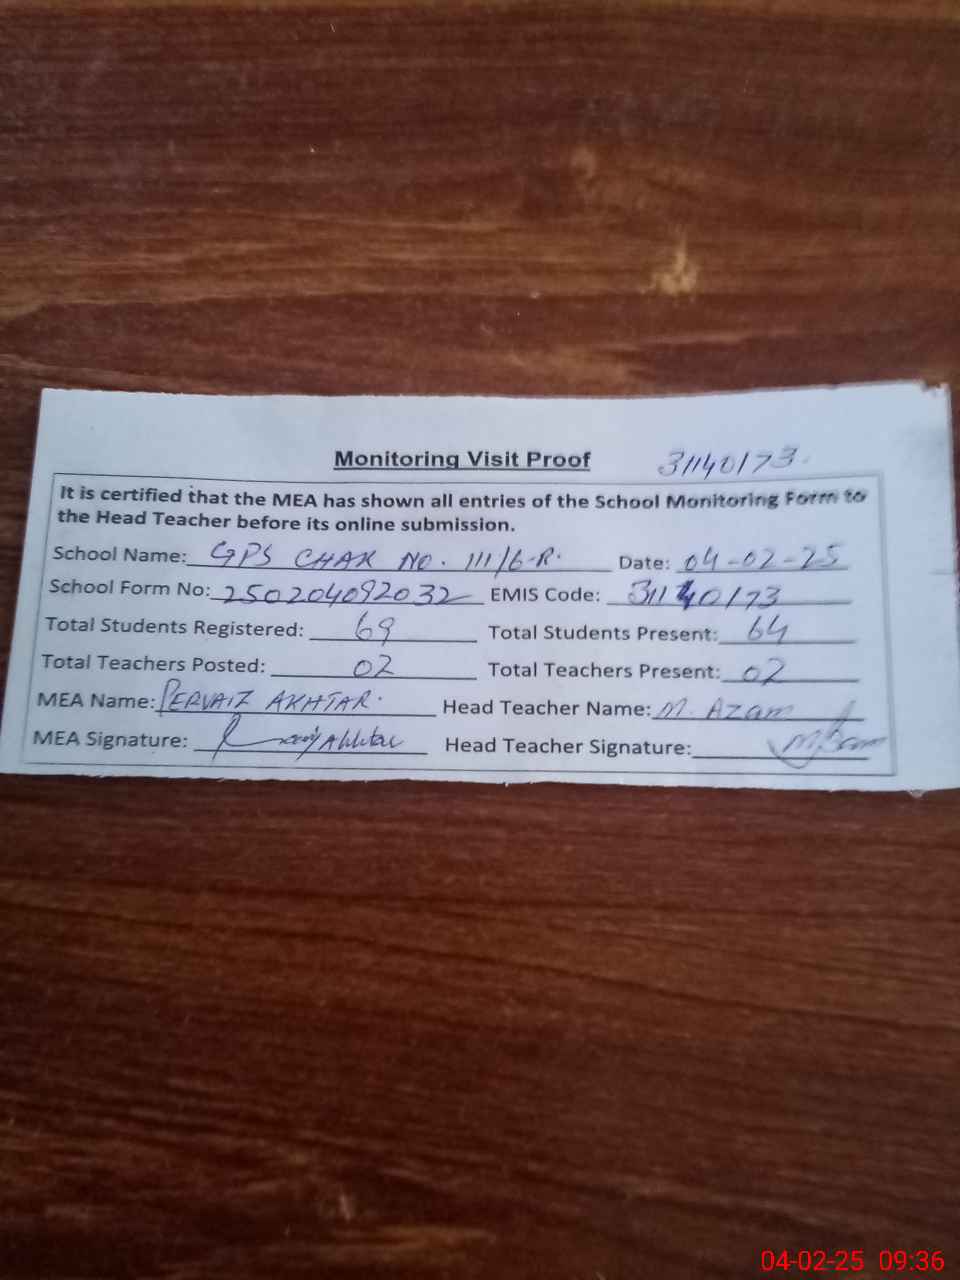 Monitoring Visit Proof 31140173
It is certified that the MEA has shown all entries of the School Monitoring Form to
the Head Teacher before its online submission.
School Name: GPS CHAK NO. 111/6-R. Date: 04-02-25
School Form No: 250204092032 EMIS Code: 31140173
Total Students Registered: 69 Total Students Present: 64
Total Teachers Posted: 02 Total Teachers Present: 02
MEA Name: PERVAIZ AKHTAR. Head Teacher Name: M. Azam
MEA Signature: Akhtar Head Teacher Signature:
04-02-25 09:36